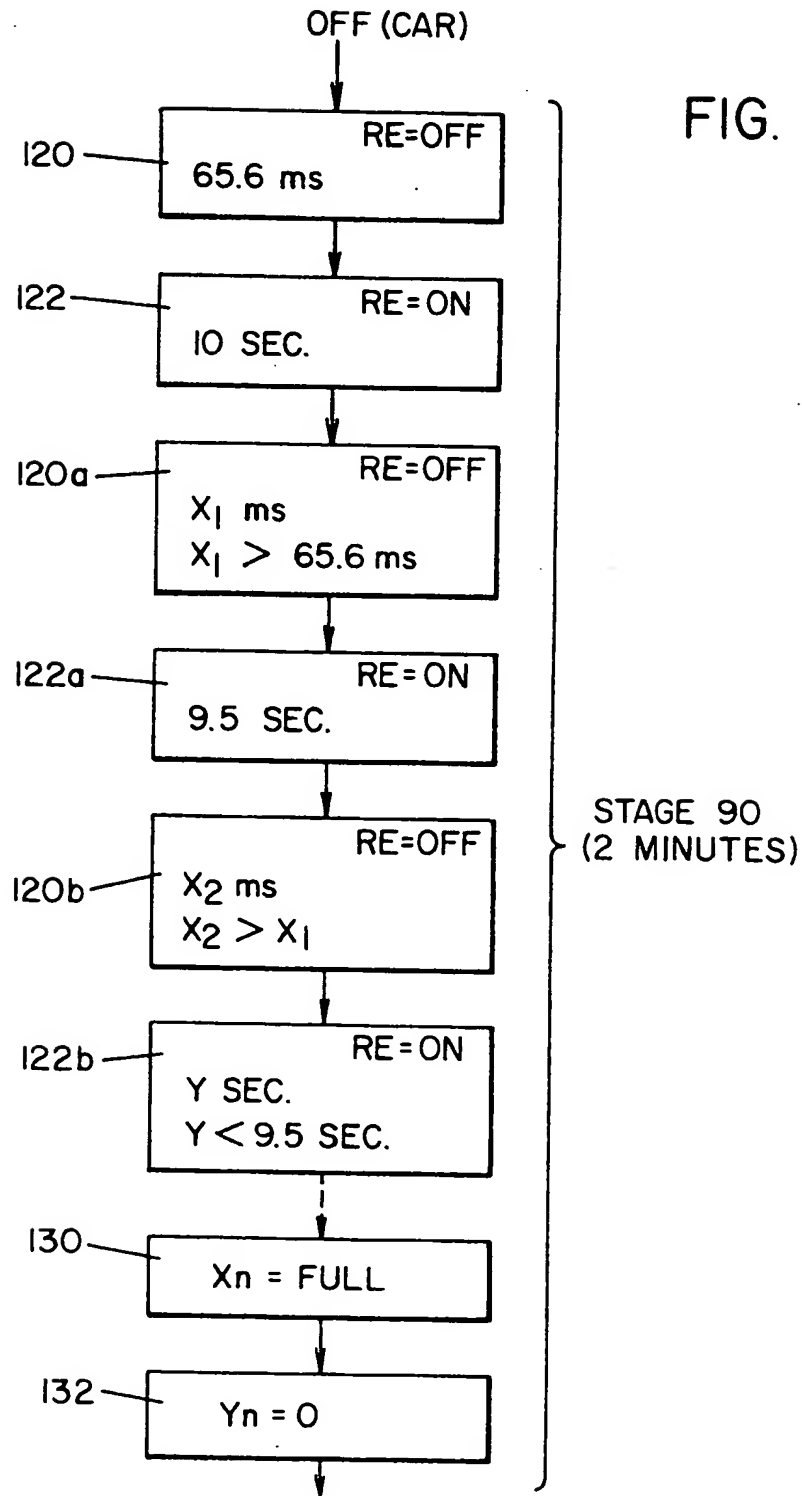 OFF (CAR)
FIG.
120
RE=OFF
65.6 ms
122
RE=ON
10 SEC.
120a
RE=OFF
X1 ms
X1 > 65.6 ms
122a
RE=ON
9.5 SEC.
120b
RE=OFF
X2 ms
X2 > X1
122b
RE=ON
Y SEC.
Y < 9.5 SEC.
STAGE 90
(2 MINUTES)
130
Xn = FULL
132
Yn = 0